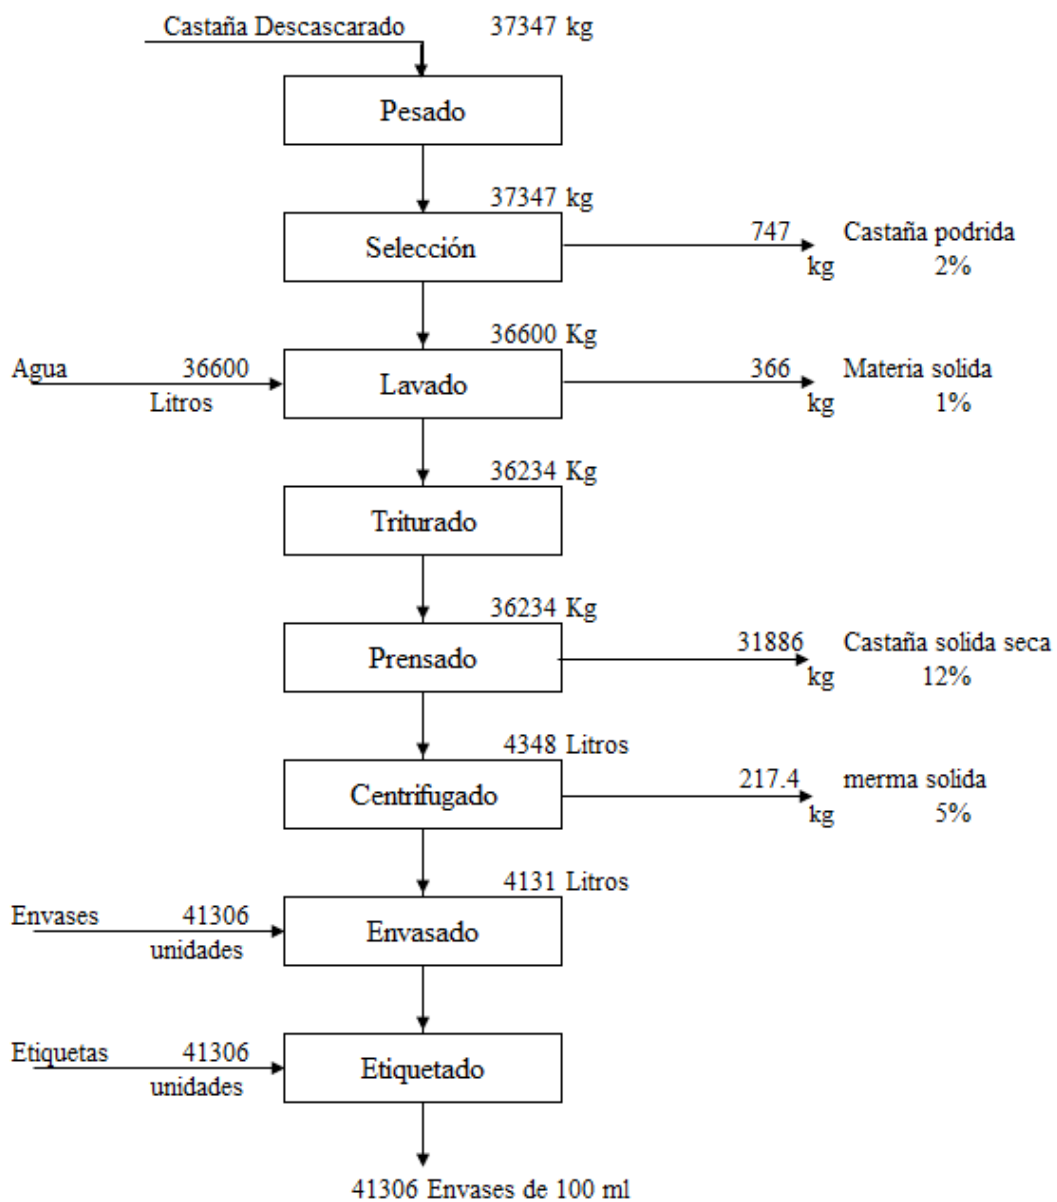 Castaña Descascarado 37347 kg
Pesado
37347 kg
Selección
747 Castaña podrida
kg 2%
36600 Kg
Agua 36600
Litros
Lavado
366 Materia solida
kg 1%
36234 Kg
Triturado
36234 Kg
Prensado
31886 Castaña solida seca
kg 12%
4348 Litros
Centrifugado
217.4 merma solida
kg 5%
4131 Litros
Envases 41306
unidades
Envasado
Etiquetas 41306
unidades
Etiquetado
41306 Envases de 100 ml